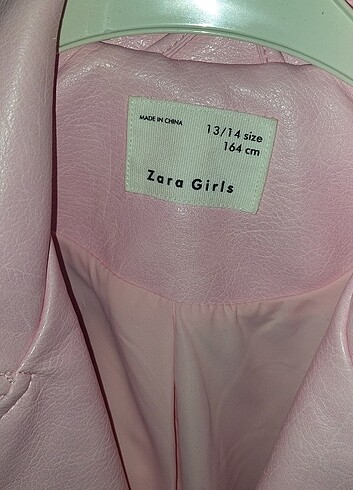 MADE IN CHINA
13/14 size
164 cm
Zara Girls